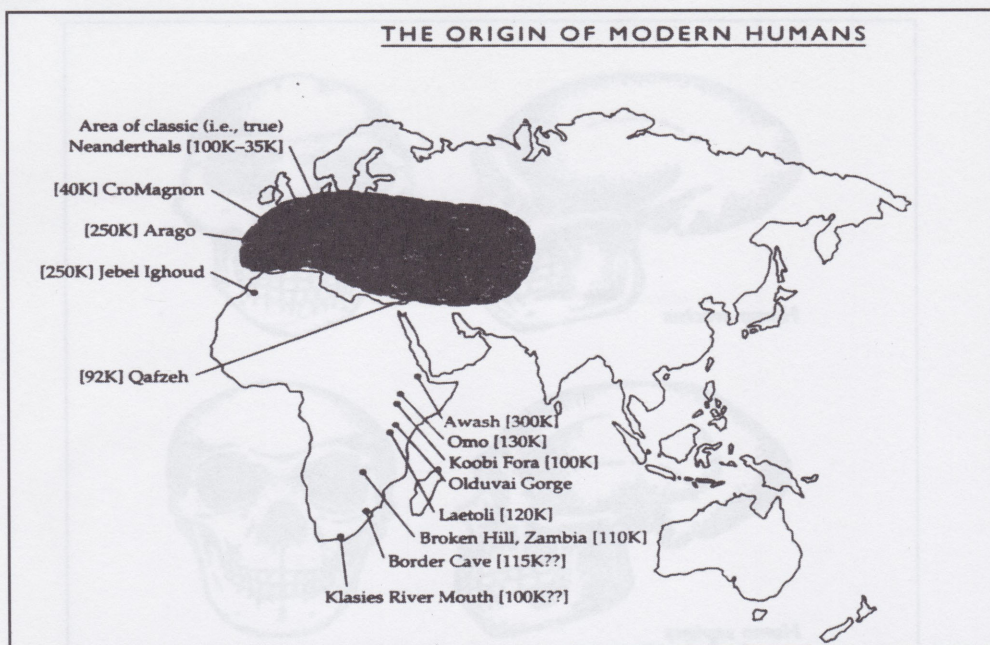 THE ORIGIN OF MODERN HUMANS
Area of classic (i.e., true)
Neanderthals [100K–35K]
[40K] CroMagnon
[250K] Arago
[250K] Jebel Ighoud
[92K] Qafzeh
Awash [300K]
Omo [130K]
Koobi Fora [100K]
Olduvai Gorge
Laetoli [120K]
Broken Hill, Zambia [110K]
Border Cave [115K??]
Klasies River Mouth [100K??]